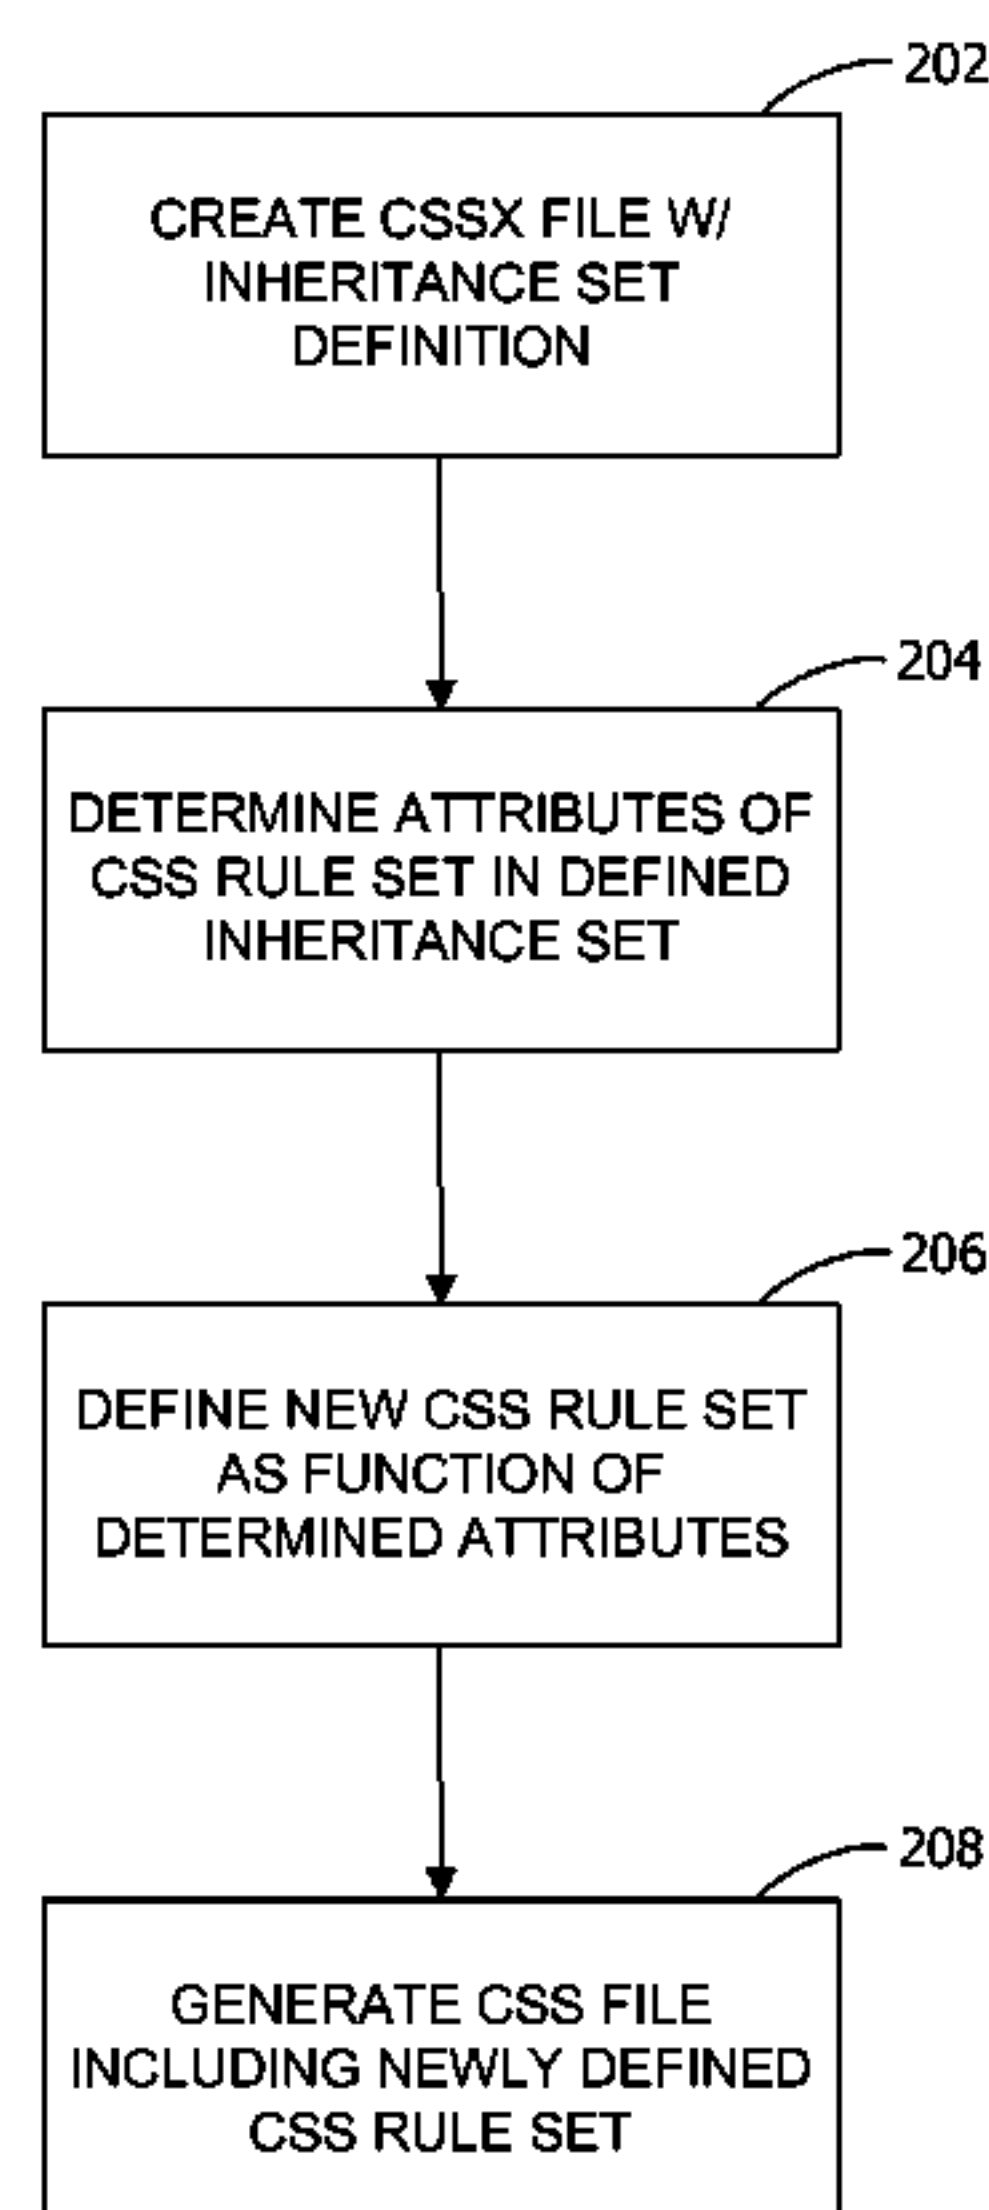 202
CREATE CSSX FILE W/
INHERITANCE SET
DEFINITION
204
DETERMINE ATTRIBUTES OF
CSS RULE SET IN DEFINED
INHERITANCE SET
206
DEFINE NEW CSS RULE SET
AS FUNCTION OF
DETERMINED ATTRIBUTES
208
GENERATE CSS FILE
INCLUDING NEWLY DEFINED
CSS RULE SET